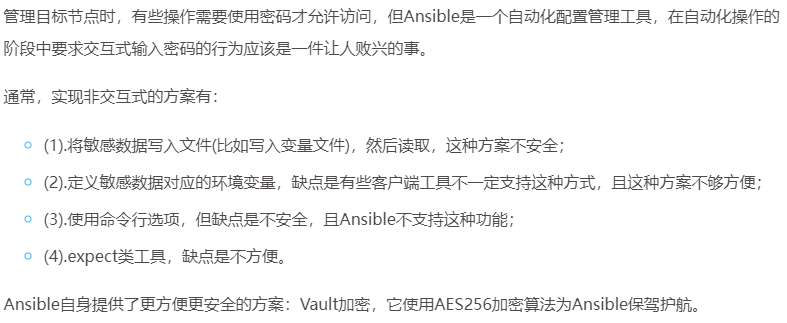 管理目标节点时，有些操作需要使用密码才允许访问，但Ansible是一个自动化配置管理工具，在自动化操作的
阶段中要求交互式输入密码的行为应该是一件让人败兴的事。
通常，实现非交互式的方案有：
(1).将敏感数据写入文件(比如写入变量文件)，然后读取，这种方案不安全；
(2).定义敏感数据对应的环境变量，缺点是有些客户端工具不一定支持这种方式，且这种方案不够方便；
(3).使用命令行选项，但缺点是不安全，且Ansible不支持这种功能；
(4).expect类工具，缺点是不方便。
Ansible自身提供了更方便更安全的方案：Vault加密，它使用AES256加密算法为Ansible保驾护航。